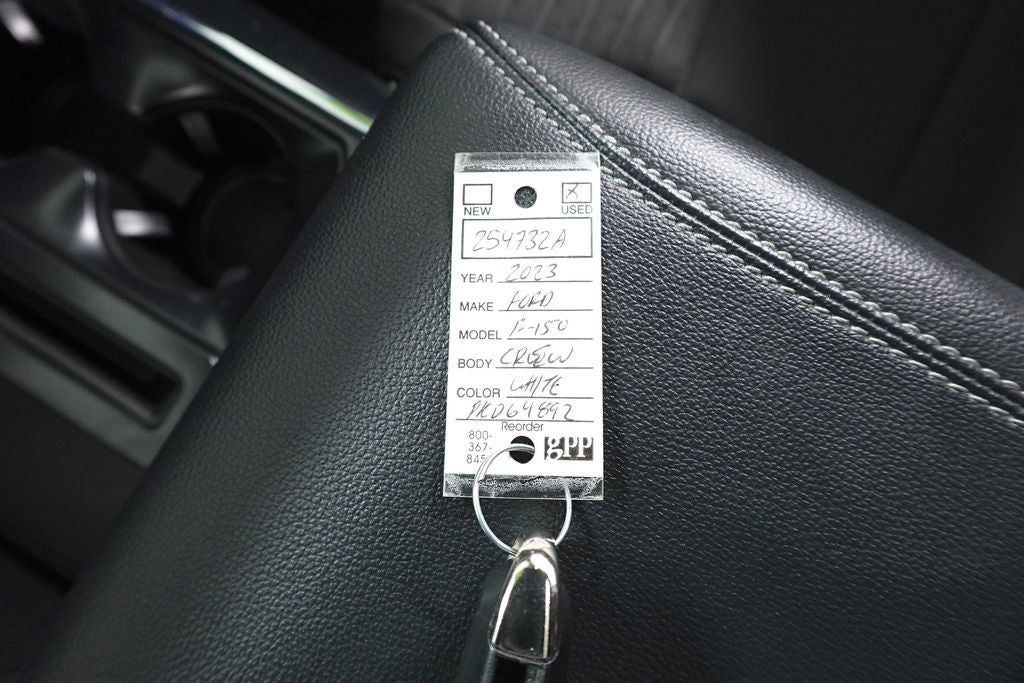 NEW USED
254732A
YEAR 2023
MAKE FORD
MODEL F-150
BODY CREW
COLOR WHITE
PKD64892
Reorder
800-
367-
845
gpp